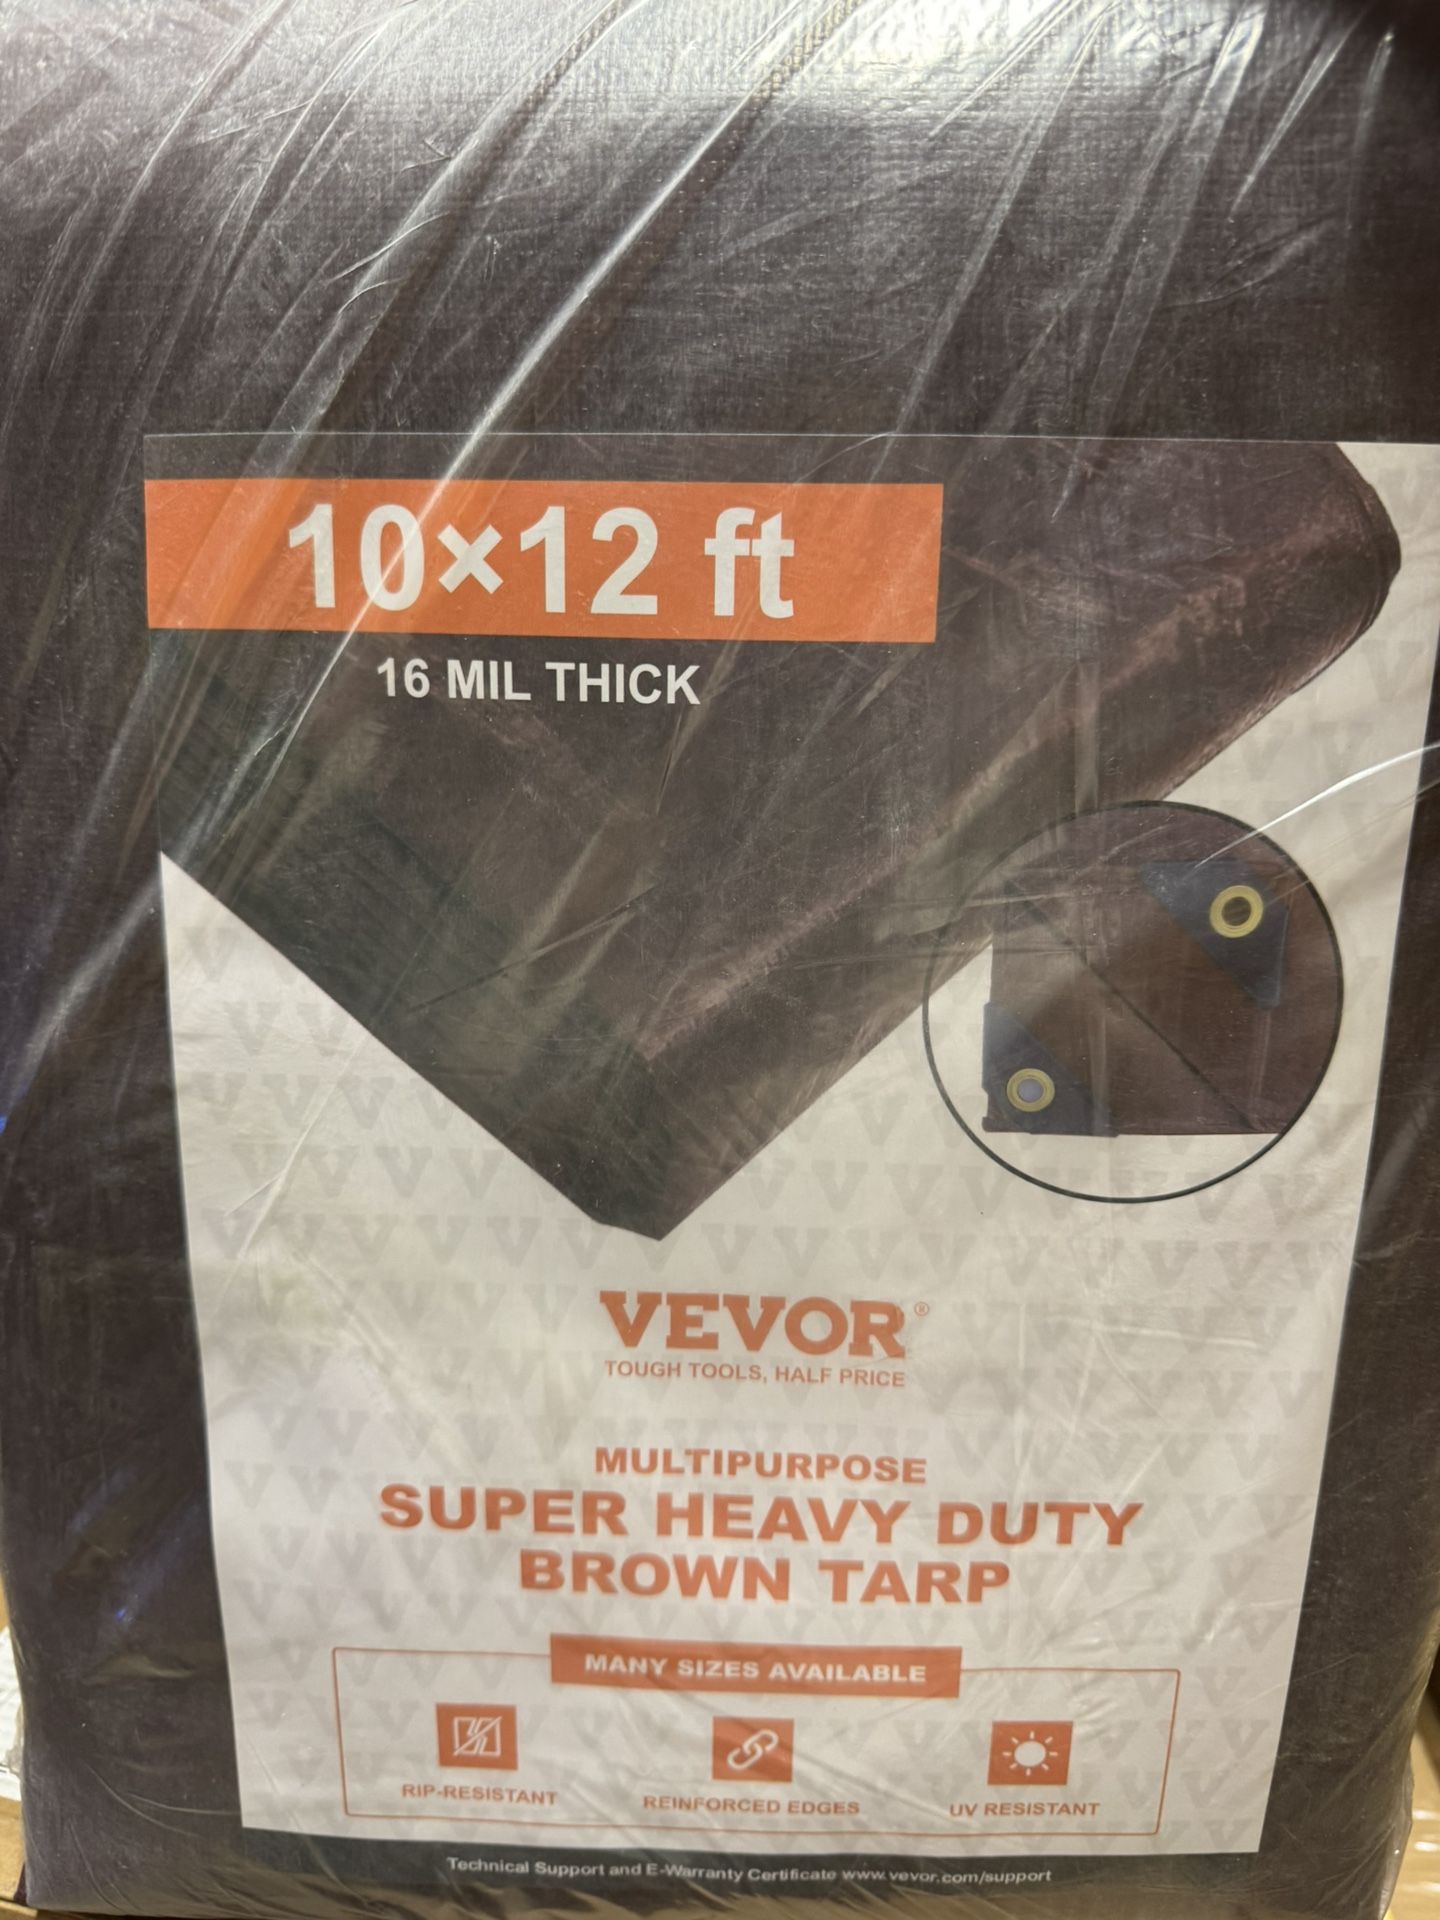 10×12 ft
16 MIL THICK
VEVOR®
TOUGH TOOLS, HALF PRICE
MULTIPURPOSE
SUPER HEAVY DUTY
BROWN TARP
MANY SIZES AVAILABLE
RIP-RESISTANT
REINFORCED EDGES
UV RESISTANT
Technical Support and E-Warranty Certificate www.vevor.com/support